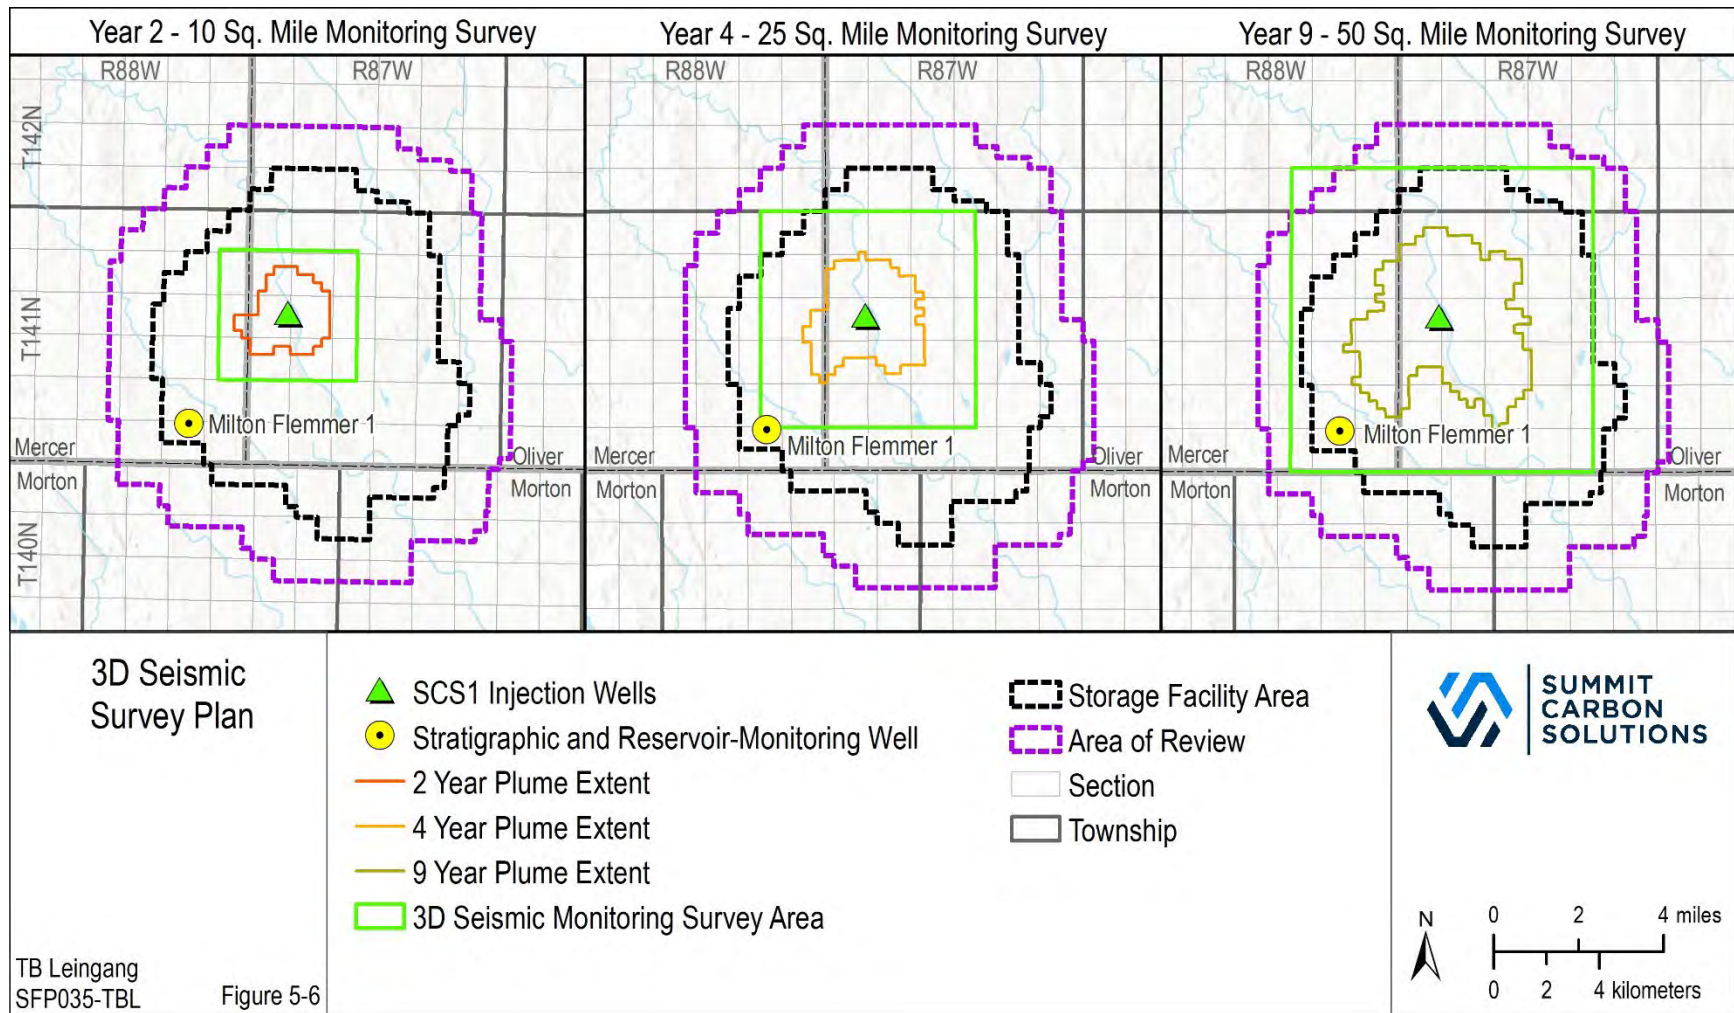 Year 2 - 10 Sq. Mile Monitoring Survey
Year 4 - 25 Sq. Mile Monitoring Survey
Year 9 - 50 Sq. Mile Monitoring Survey
R88W
R87W
R88W
R87W
R88W
R87W
T142N
T141N
T140N
Milton Flemmer 1
Mercer
Oliver
Morton
Morton
Milton Flemmer 1
Mercer
Oliver
Morton
Morton
Milton Flemmer 1
Mercer
Oliver
Morton
Morton
3D Seismic
Survey Plan
TB Leingang
SFP035-TBL
Figure 5-6
SCS1 Injection Wells
Stratigraphic and Reservoir-Monitoring Well
2 Year Plume Extent
4 Year Plume Extent
9 Year Plume Extent
3D Seismic Monitoring Survey Area
Storage Facility Area
Area of Review
Section
Township
SUMMIT
CARBON
SOLUTIONS
N
0 2 4 miles
0 2 4 kilometers